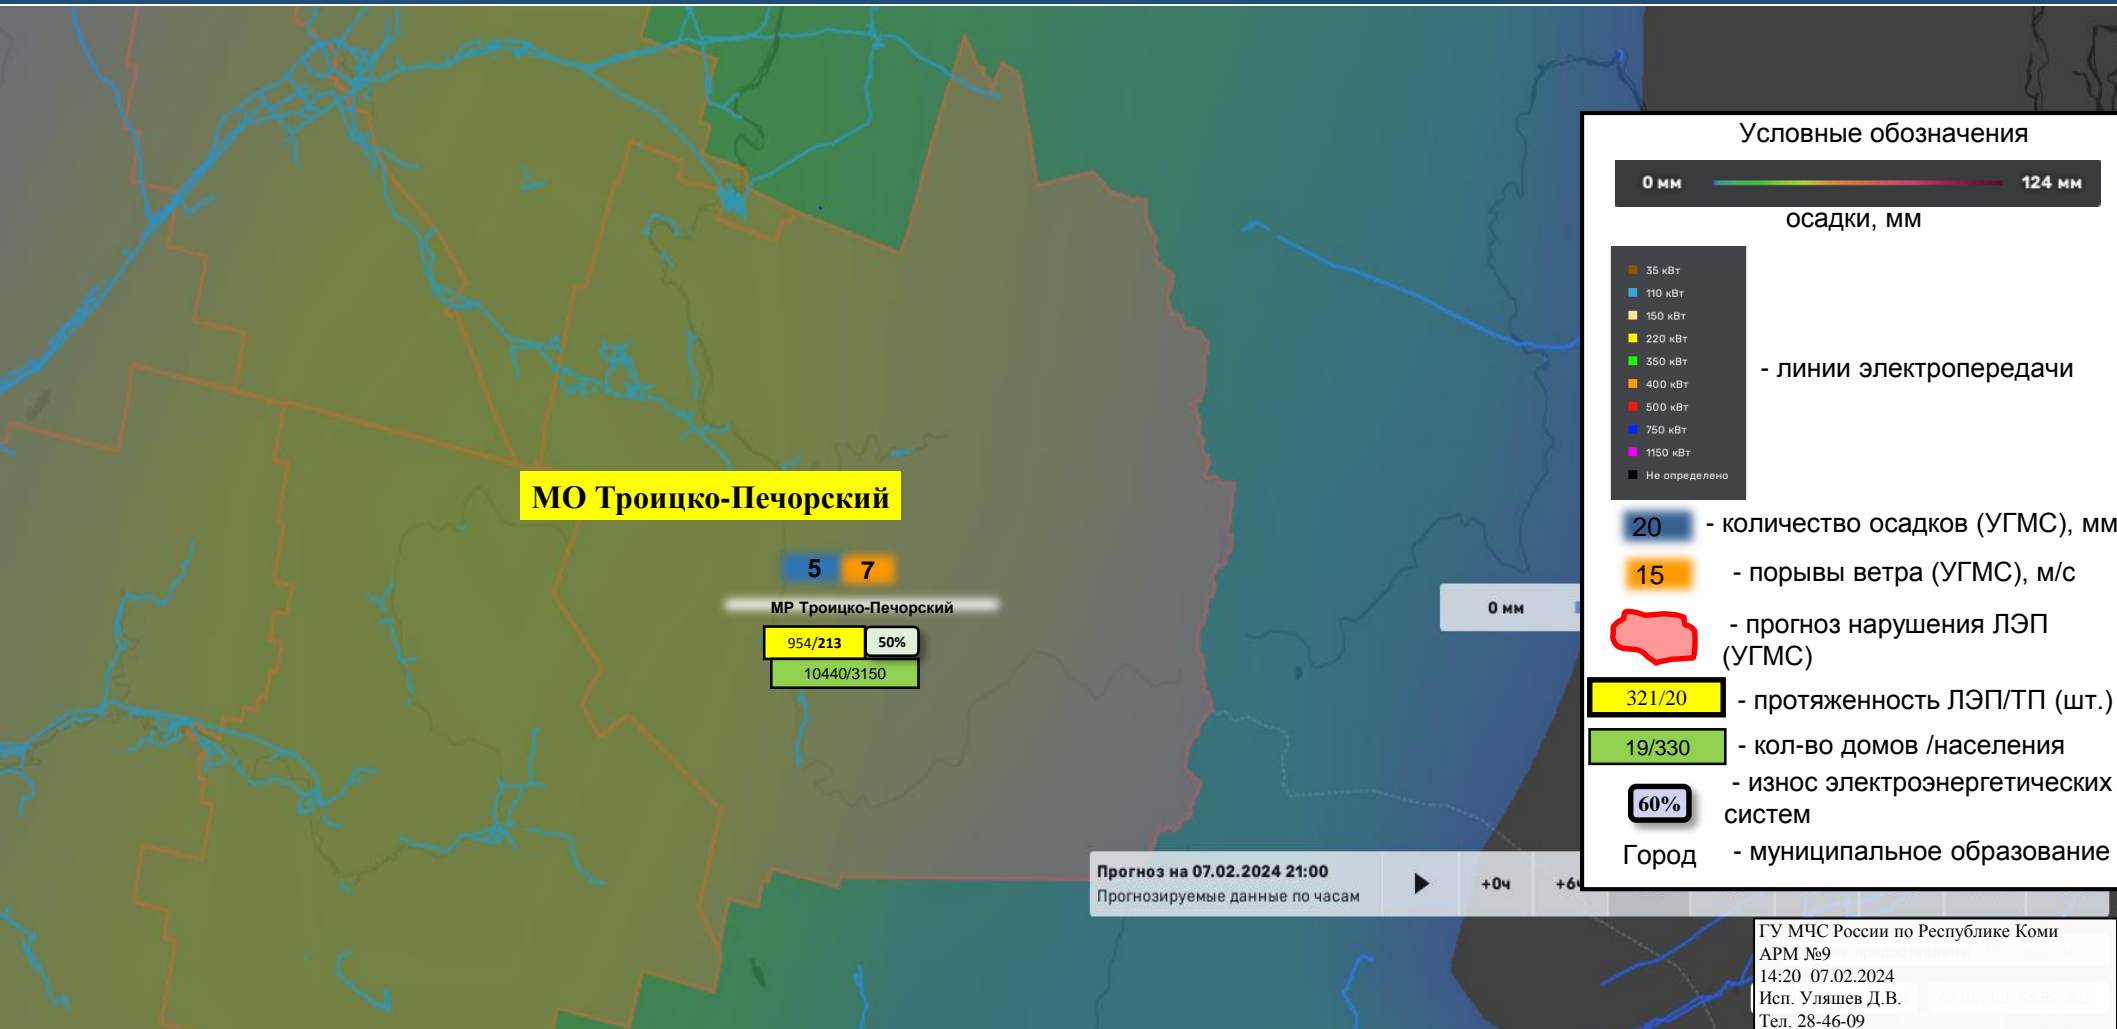 МО Троицко-Печорский
5 7
МР Троицко-Печорский
954/213 50%
10440/3150
0 мм
Прогноз на 07.02.2024 21:00
Прогнозируемые данные по часам
+0ч
Условные обозначения
0 мм 124 мм
осадки, мм
35 кВт
110 кВт
150 кВт
220 кВт
350 кВт
400 кВт
500 кВт
750 кВт
1150 кВт
Не определено
- линии электропередачи
20 - количество осадков (УГМС), мм
15 - порывы ветра (УГМС), м/с
- прогноз нарушения ЛЭП
(УГМС)
321/20 - протяженность ЛЭП/ТП (шт.)
19/330 - кол-во домов /населения
- износ электроэнергетических
60%
систем
Город - муниципальное образование
ГУ МЧС России по Республике Коми
АРМ №9
14:20 07.02.2024
Исп. Уляшев Д.В.
Тел. 28-46-09